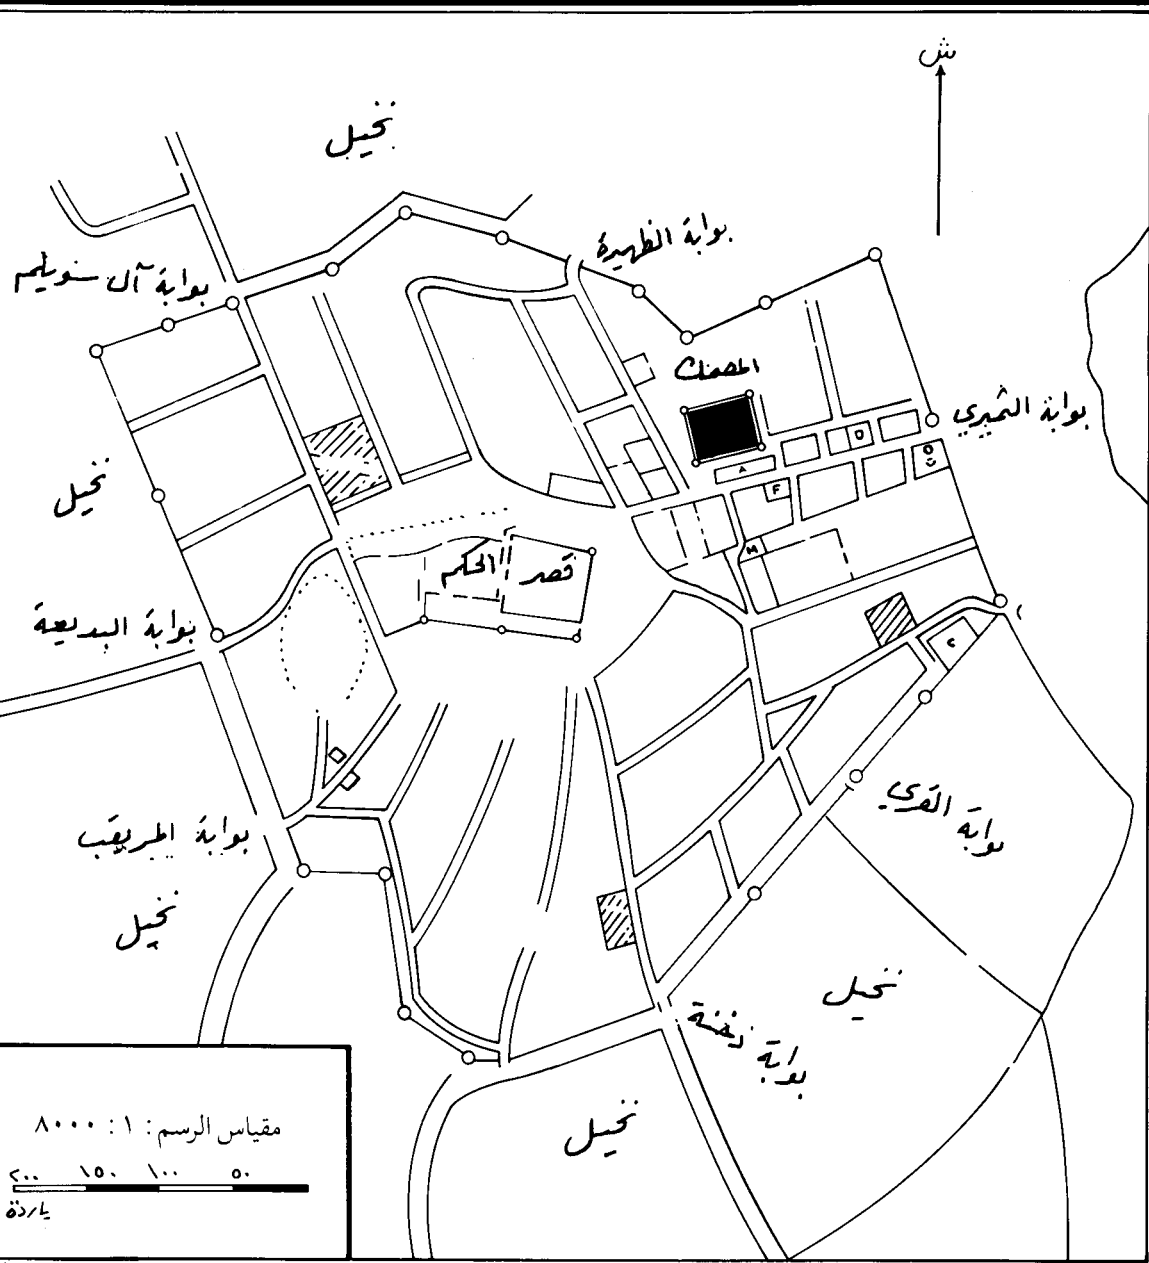 ش
نخيل
بوابة الظهيرة
بوابة آل سويلم
المصمك
بوابة الثميري
D
A
F
M
نخيل
قصر الحكم
بوابة البديعة
C
بوابة القري
بوابة المريقب
نخيل
نخيل
بوابة دخنة
نخيل
مقياس الرسم: ١ : ٨٠٠٠
٢٠٠ ١٥٠ ١٠٠ ٥٠
ياردة